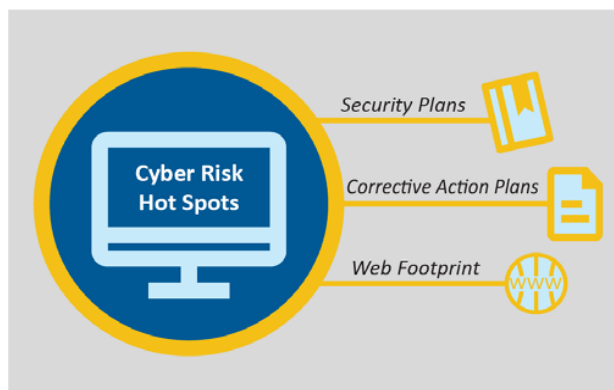 Cyber Risk
Hot Spots
Security Plans
Corrective Action Plans
Web Footprint
WWW